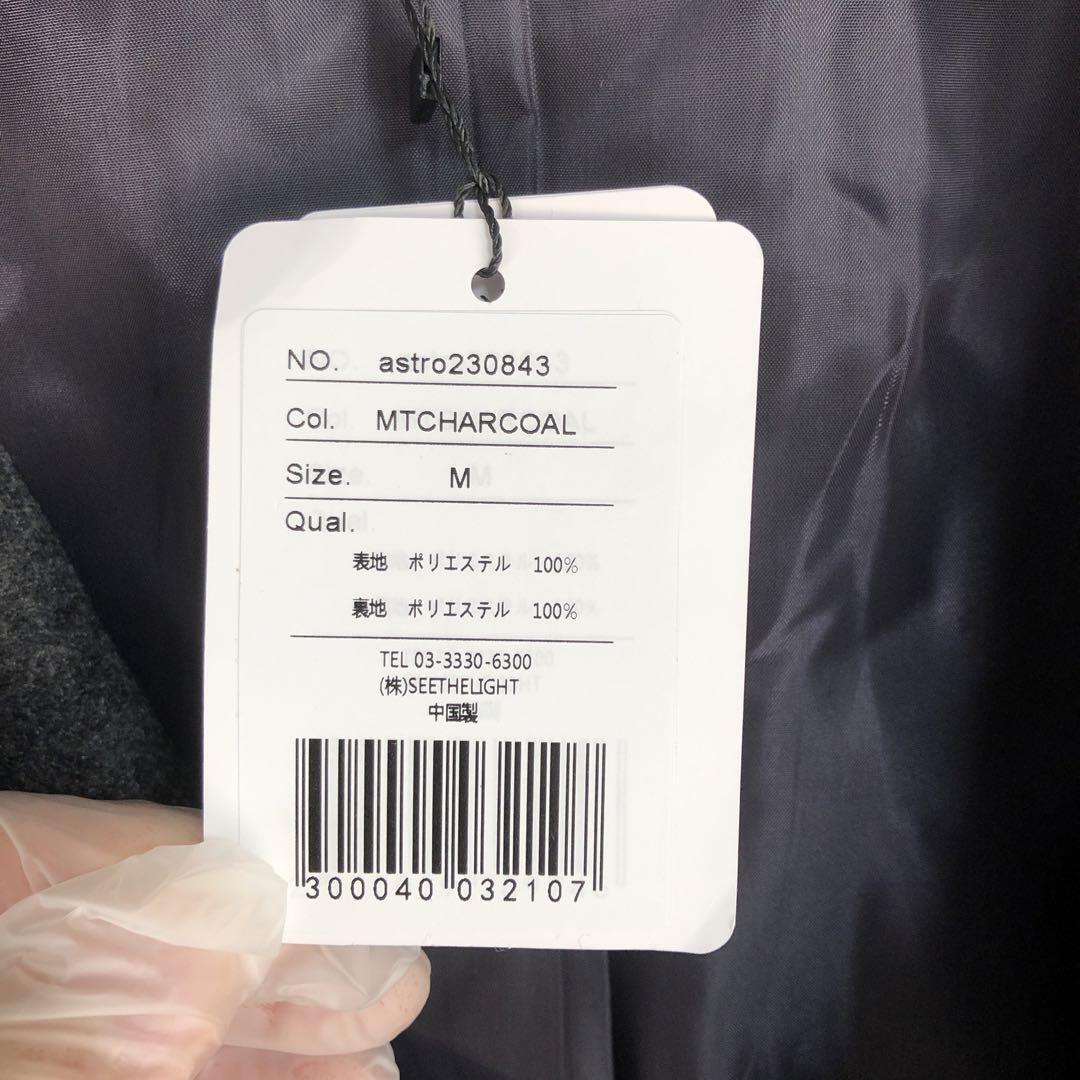 NO. astro230843
Col. MTCHARCOAL
Size. M
Qual.
表地 ポリエステル 100%
裏地 ポリエステル 100%
TEL 03-3330-6300
(株)SEETHELIGHT
中国製
300040 032107